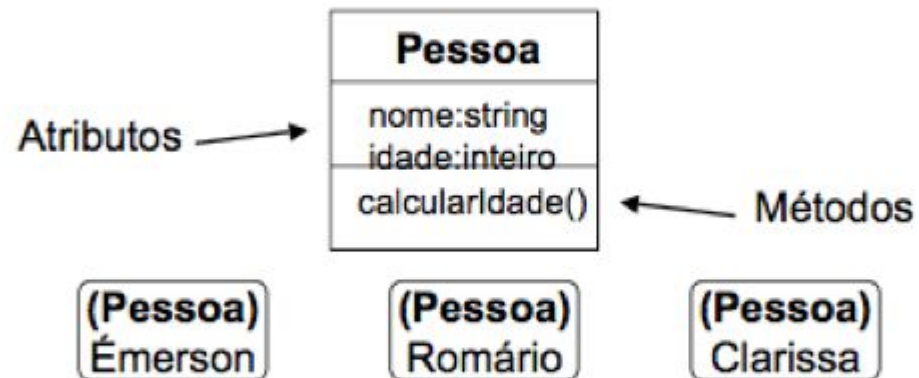 Pessoa
Atributos
nome:string
idade:inteiro
calcularIdade()
Métodos
(Pessoa)
Émerson
(Pessoa)
Romário
(Pessoa)
Clarissa